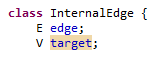 class InternalEdge {
    E edge;
    V target;